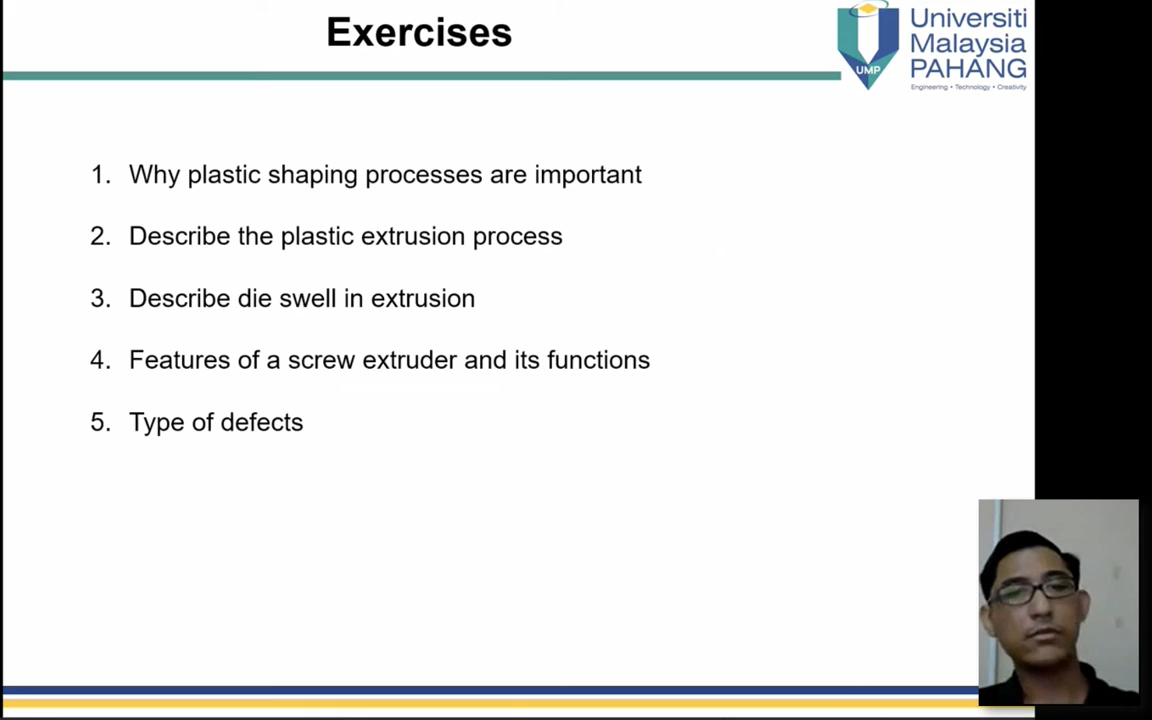 Exercises
UMP
Universiti
Malaysia
PAHANG
Engineering • Technology • Creativity
1. Why plastic shaping processes are important
2. Describe the plastic extrusion process
3. Describe die swell in extrusion
4. Features of a screw extruder and its functions
5. Type of defects